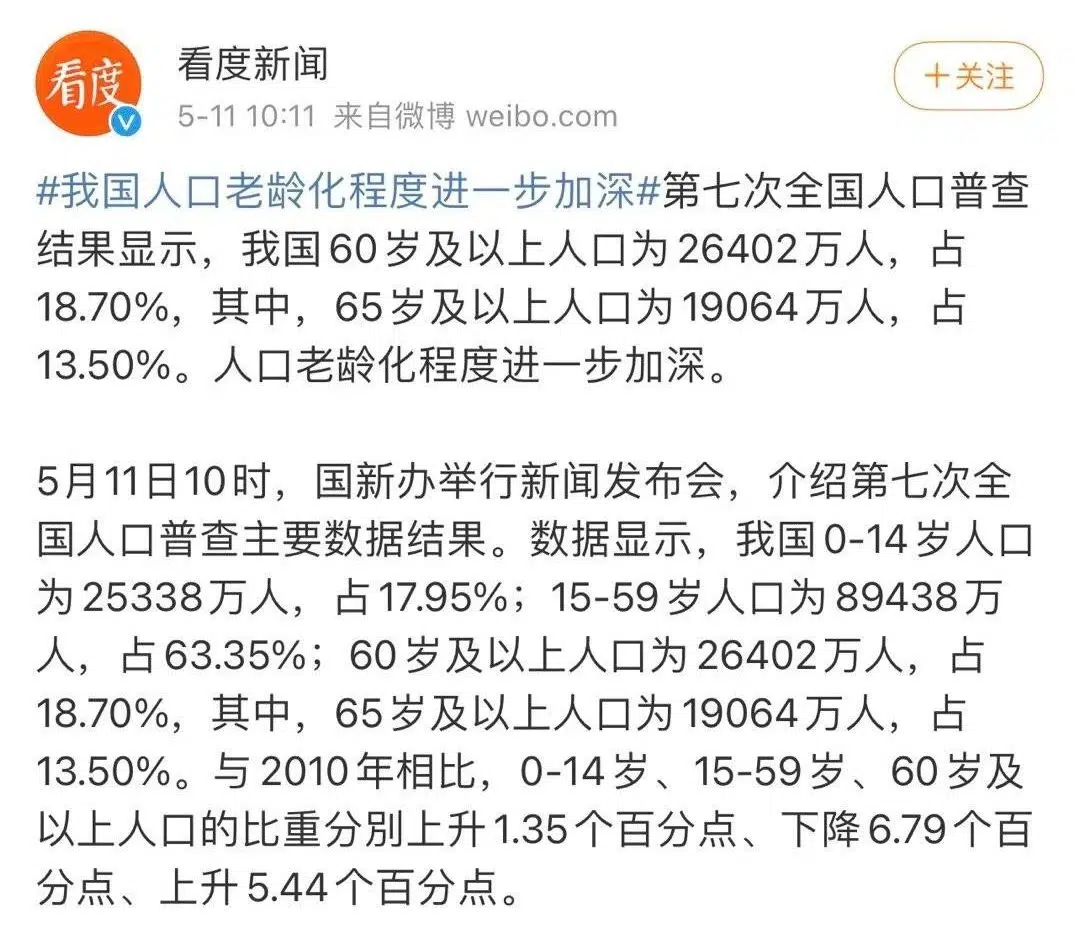 看度
看度新闻
5-11 10:11 来自微博 weibo.com
+关注
#我国人口老龄化程度进一步加深#第七次全国人口普查
结果显示，我国60岁及以上人口为26402万人，占
18.70%，其中，65岁及以上人口为19064万人，占
13.50%。人口老龄化程度进一步加深。
5月11日10时，国新办举行新闻发布会，介绍第七次全
国人口普查主要数据结果。数据显示，我国0-14岁人口
为25338万人，占17.95%；15-59岁人口为89438万
人，占63.35%；60岁及以上人口为26402万人，占
18.70%，其中，65岁及以上人口为19064万人，占
13.50%。与2010年相比，0-14岁、15-59岁、60岁及
以上人口的比重分别上升1.35个百分点、下降6.79个百
分点、上升5.44个百分点。